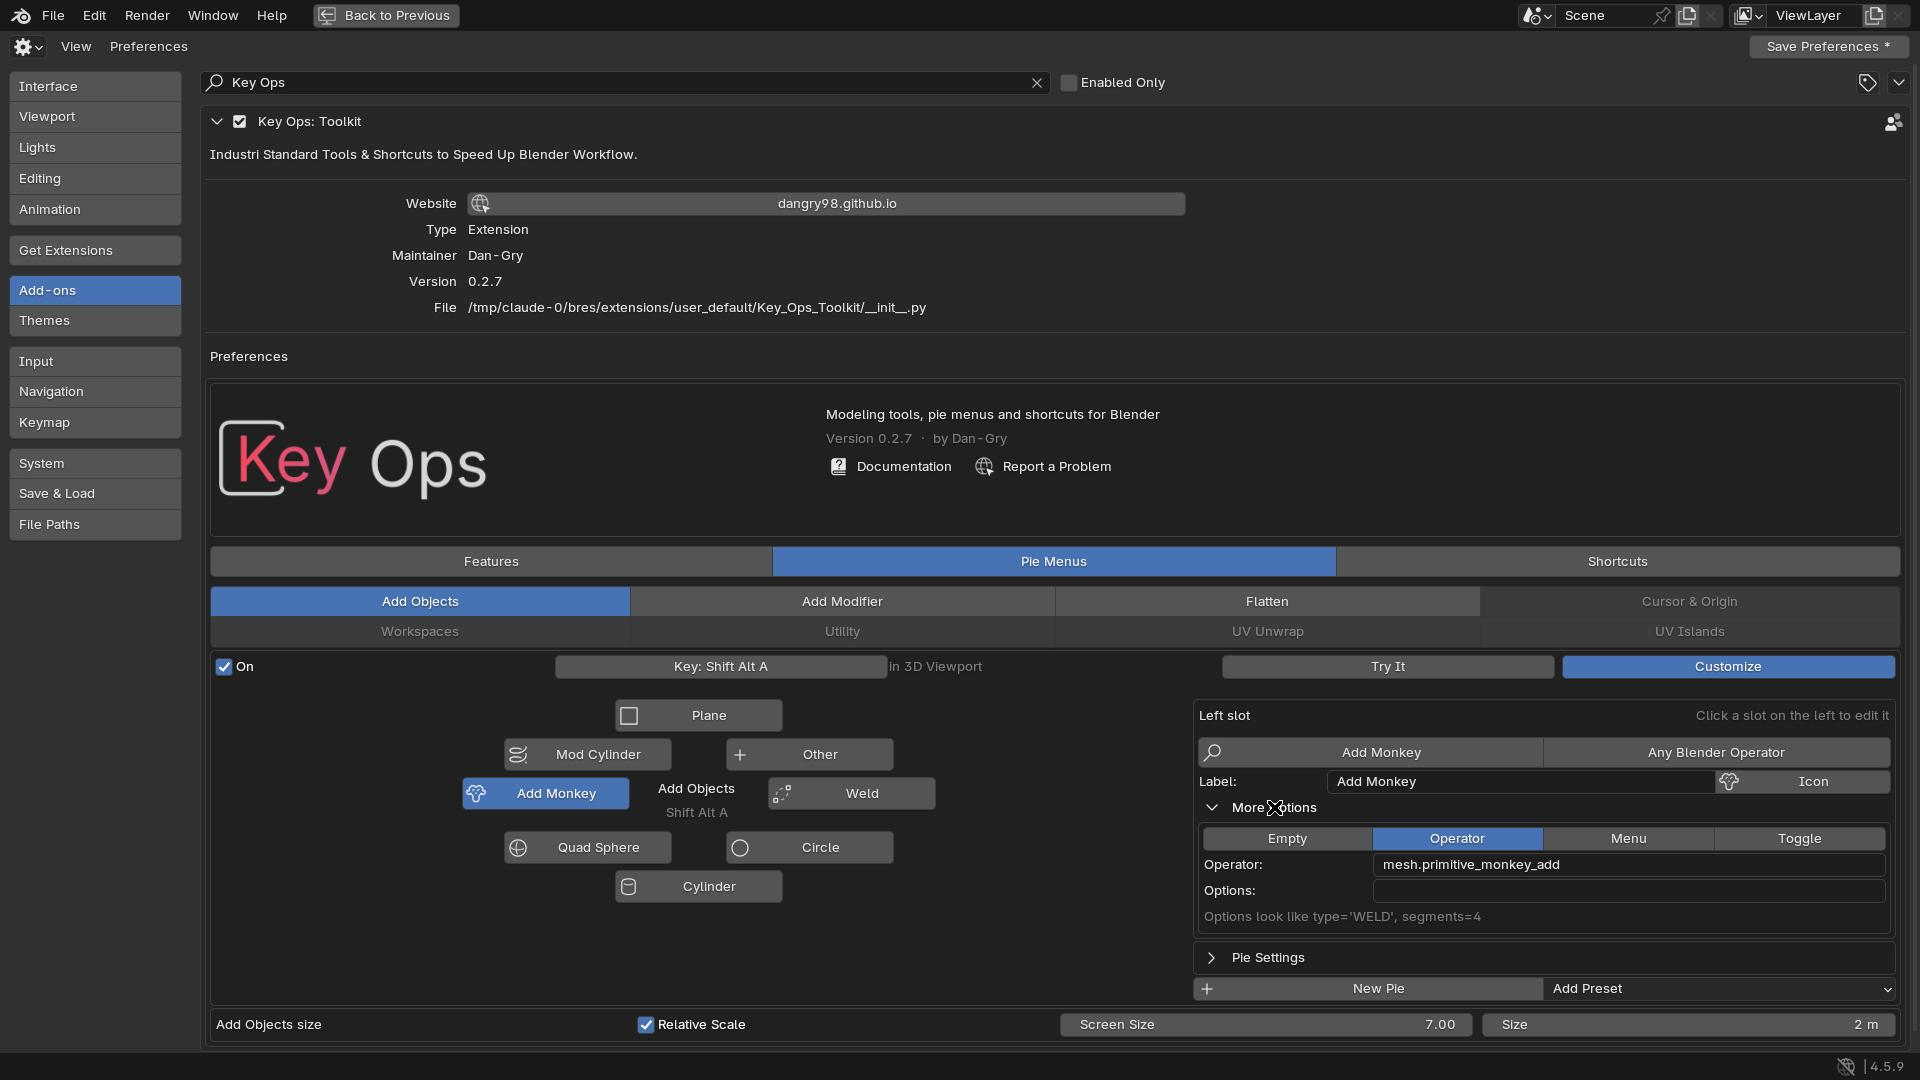 File Edit Render Window Help Back to Previous Scene ViewLayer
View Preferences Save Preferences *
Interface
Viewport
Lights
Editing
Animation
Get Extensions
Add-ons
Themes
Input
Navigation
Keymap
System
Save & Load
File Paths
Key Ops Enabled Only
Key Ops: Toolkit
Industri Standard Tools & Shortcuts to Speed Up Blender Workflow.
Website dangry98.github.io
Type Extension
Maintainer Dan-Gry
Version 0.2.7
File /tmp/claude-0/bres/extensions/user_default/Key_Ops_Toolkit/__init__.py
Preferences
Key Ops
Modeling tools, pie menus and shortcuts for Blender
Version 0.2.7 · by Dan-Gry
Documentation Report a Problem
Features Pie Menus Shortcuts
Add Objects Add Modifier Flatten Cursor & Origin
Workspaces Utility UV Unwrap UV Islands
On Key: Shift Alt A in 3D Viewport Try It Customize
Plane
Mod Cylinder Other
Add Monkey Add Objects Weld
Shift Alt A
Quad Sphere Circle
Cylinder
Left slot Click a slot on the left to edit it
Add Monkey Any Blender Operator
Label: Add Monkey Icon
More
Empty Operator Menu Toggle
Operator: mesh.primitive_monkey_add
Options:
Options look like type='WELD', segments=4
Pie Settings
New Pie Add Preset
Add Objects size Relative Scale Screen Size 7.00 Size 2 m
4.5.9